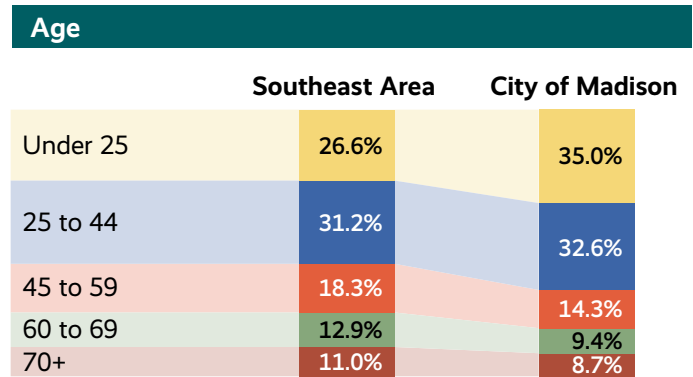 Age
Southeast Area City of Madison
Under 25 26.6% 35.0%
25 to 44 31.2% 32.6%
45 to 59 18.3% 14.3%
60 to 69 12.9% 9.4%
70+ 11.0% 8.7%